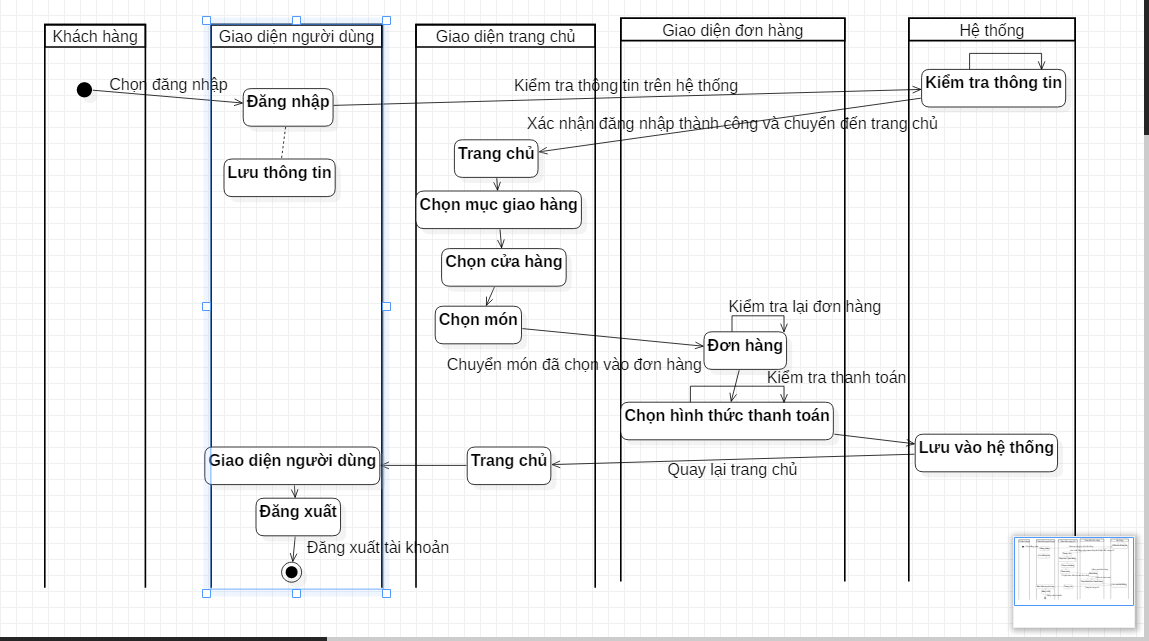 Khách hàng
Giao diện người dùng
Giao diện trang chủ
Giao diện đơn hàng
Hệ thống
Chọn đăng nhập
Đăng nhập
Kiểm tra thông tin trên hệ thống
Kiểm tra thông tin
Xác nhận đăng nhập thành công và chuyển đến trang chủ
Trang chủ
Lưu thông tin
Chọn mục giao hàng
Chọn cửa hàng
Chọn món
Kiểm tra lại đơn hàng
Đơn hàng
Chuyển món đã chọn vào đơn hàng
Kiểm tra thanh toán
Chọn hình thức thanh toán
Lưu vào hệ thống
Giao diện người dùng
Trang chủ
Quay lại trang chủ
Đăng xuất
Đăng xuất tài khoản